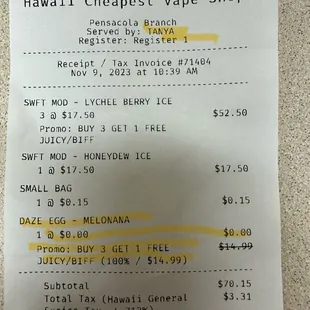 Hawaii Cheapest Vape Shop
Pensacola Branch
Served by: TANYA
Register: Register 1
Receipt / Tax Invoice #71404
Nov 9, 2023 at 10:39 AM
SWFT MOD - LYCHEE BERRY ICE
3 @ $17.50 $52.50
Promo: BUY 3 GET 1 FREE
JUICY/BIFF
SWFT MOD - HONEYDEW ICE
1 @ $17.50 $17.50
SMALL BAG
1 @ $0.15 $0.15
DAZE EGG - MELONANA
1 @ $0.00 $0.00
Promo: BUY 3 GET 1 FREE $14.99
JUICY/BIFF (100% / $14.99)
Subtotal $70.15
Total Tax (Hawaii General $3.31